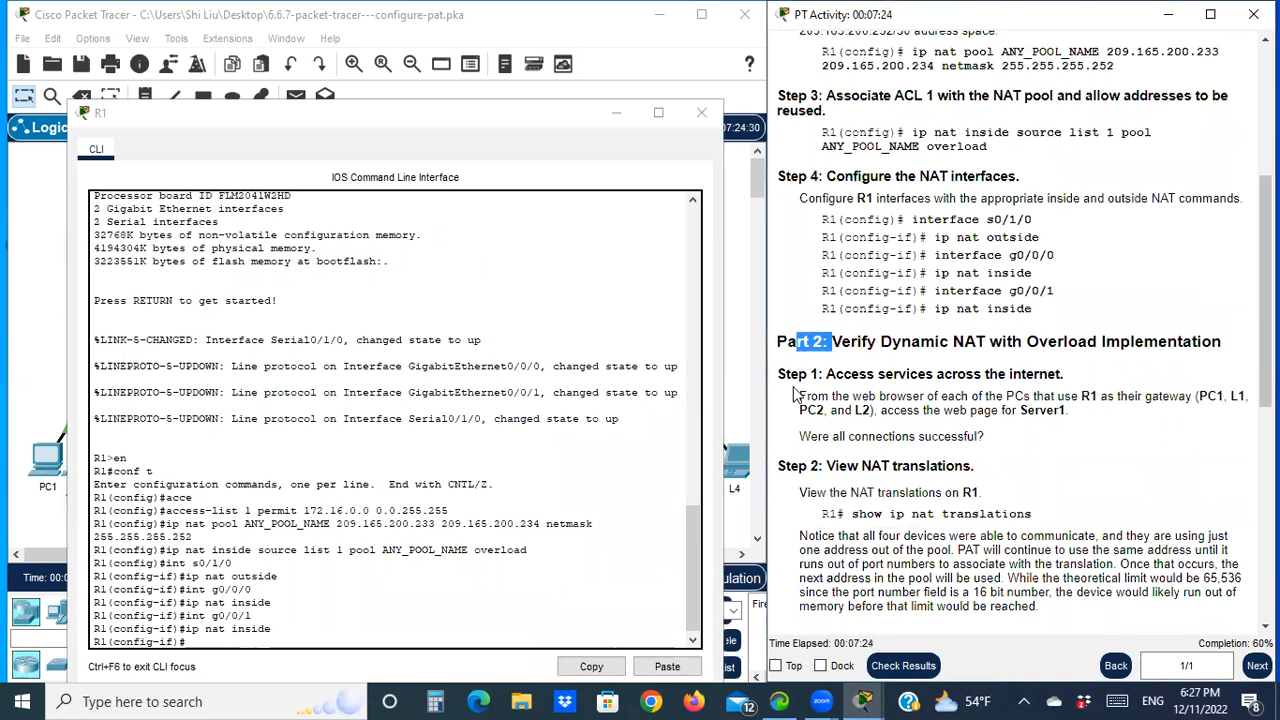 Cisco Packet Tracer - C:\Users\Shi Liu\Desktop\6.6.7-packet-tracer---configure-pat.pka
File Edit Options View Tools Extensions Window Help
Logic
07:24:30
R1
CLI
IOS Command Line Interface
Processor board ID FLM2041W2HD
2 Gigabit Ethernet interfaces
2 Serial interfaces
32768K bytes of non-volatile configuration memory.
4194304K bytes of physical memory.
3223551K bytes of flash memory at bootflash:.
Press RETURN to get started!
%LINK-5-CHANGED: Interface Serial0/1/0, changed state to up
%LINEPROTO-5-UPDOWN: Line protocol on Interface GigabitEthernet0/0/0, changed state to up
%LINEPROTO-5-UPDOWN: Line protocol on Interface GigabitEthernet0/0/1, changed state to up
%LINEPROTO-5-UPDOWN: Line protocol on Interface Serial0/1/0, changed state to up
R1>en
R1#conf t
Enter configuration commands, one per line.  End with CNTL/Z.
R1(config)#acce
R1(config)#access-list 1 permit 172.16.0.0 0.0.255.255
R1(config)#ip nat pool ANY_POOL_NAME 209.165.200.233 209.165.200.234 netmask
255.255.255.252
R1(config)#ip nat inside source list 1 pool ANY_POOL_NAME overload
R1(config)#int s0/1/0
R1(config-if)#ip nat outside
R1(config-if)#int g0/0/0
R1(config-if)#ip nat inside
R1(config-if)#int g0/0/1
R1(config-if)#ip nat inside
R1(config-if)#
Ctrl+F6 to exit CLI focus
Copy
Paste
PC1
L4
Time: 00:0
ulation
Fire
ele
list
PT Activity: 00:07:24
209.165.200.232/30 address space.
R1(config)# ip nat pool ANY_POOL_NAME 209.165.200.233
209.165.200.234 netmask 255.255.255.252
Step 3: Associate ACL 1 with the NAT pool and allow addresses to be
reused.
R1(config)# ip nat inside source list 1 pool
ANY_POOL_NAME overload
Step 4: Configure the NAT interfaces.
Configure R1 interfaces with the appropriate inside and outside NAT commands.
R1(config)# interface s0/1/0
R1(config-if)# ip nat outside
R1(config-if)# interface g0/0/0
R1(config-if)# ip nat inside
R1(config-if)# interface g0/0/1
R1(config-if)# ip nat inside
Part 2: Verify Dynamic NAT with Overload Implementation
Step 1: Access services across the internet.
From the web browser of each of the PCs that use R1 as their gateway (PC1, L1,
PC2, and L2), access the web page for Server1.
Were all connections successful?
Step 2: View NAT translations.
View the NAT translations on R1.
R1# show ip nat translations
Notice that all four devices were able to communicate, and they are using just
one address out of the pool. PAT will continue to use the same address until it
runs out of port numbers to associate with the translation. Once that occurs, the
next address in the pool will be used. While the theoretical limit would be 65,536
since the port number field is a 16 bit number, the device would likely run out of
memory before that limit would be reached.
Time Elapsed: 00:07:24
Completion: 60%
Top
Dock
Check Results
Back
1/1
Next
Type here to search
12
54°F
2
ENG
6:27 PM
12/11/2022
8